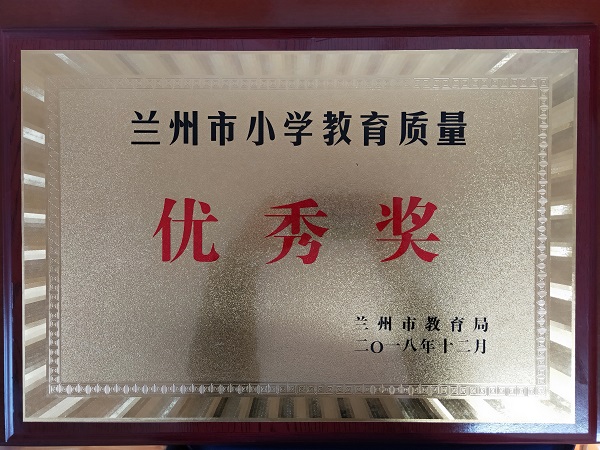 兰州市小学教育质量
优秀奖
兰州市教育局
二〇一八年十二月